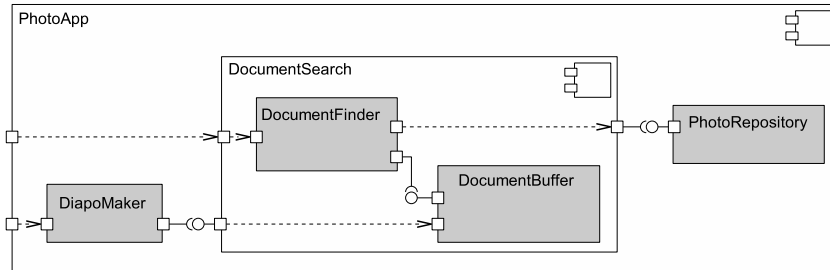 PhotoApp
DocumentSearch
DocumentFinder
PhotoRepository
DocumentBuffer
DiapoMaker